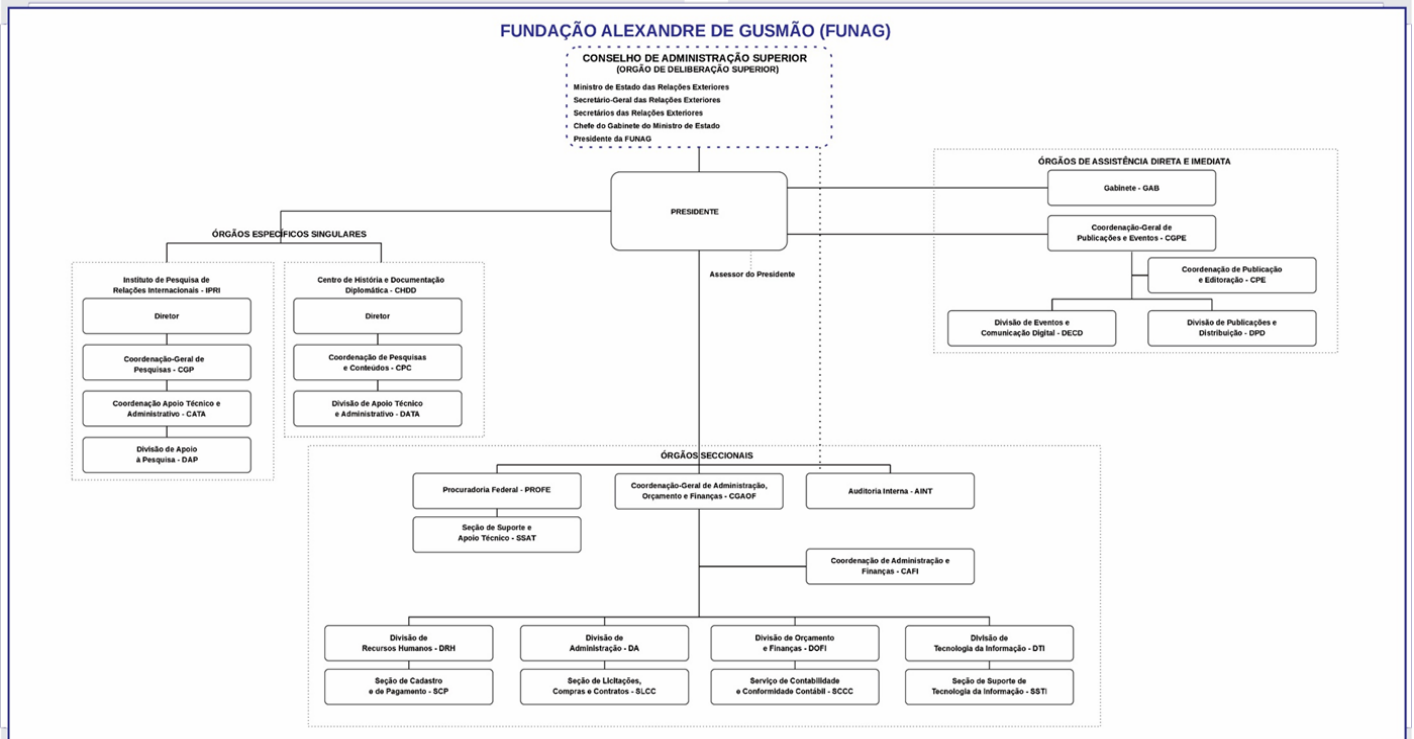 FUNDAÇÃO ALEXANDRE DE GUSMÃO (FUNAG)
CONSELHO DE ADMINISTRAÇÃO SUPERIOR
(ORGÃO DE DELIBERAÇÃO SUPERIOR)
Ministro de Estado das Relações Exteriores
Secretário-Geral das Relações Exteriores
Secretários das Relações Exteriores
Chefe do Gabinete do Ministro de Estado
Presidente da FUNAG
PRESIDENTE
Assessor do Presidente
ÓRGÃOS DE ASSISTÊNCIA DIRETA E IMEDIATA
Gabinete - GAB
Coordenação-Geral de
Publicações e Eventos - CGPE
Coordenação de Publicação
e Editoração - CPE
Divisão de Eventos e
Comunicação Digital - DECD
Divisão de Publicações e
Distribuição - DPD
ÓRGÃOS ESPECÍFICOS SINGULARES
Instituto de Pesquisa de
Relações Internacionais - IPRI
Diretor
Coordenação-Geral de
Pesquisas - CGP
Coordenação Apoio Técnico e
Administrativo - CATA
Divisão de Apoio
à Pesquisa - DAP
Centro de História e Documentação
Diplomática - CHDD
Diretor
Coordenação de Pesquisas
e Conteúdos - CPC
Divisão de Apoio Técnico
e Administrativo - DATA
ÓRGÃOS SECCIONAIS
Procuradoria Federal - PROFE
Seção de Suporte e
Apoio Técnico - SSAT
Coordenação-Geral de Administração,
Orçamento e Finanças - CGAOF
Auditoria Interna - AINT
Coordenação de Administração e
Finanças - CAFI
Divisão de
Recursos Humanos - DRH
Divisão de
Administração - DA
Divisão de Orçamento
e Finanças - DOFI
Divisão de
Tecnologia da Informação - DTI
Seção de Cadastro
e de Pagamento - SCP
Seção de Licitações,
Compras e Contratos - SLCC
Serviço de Contabilidade
e Conformidade Contábil - SCCC
Seção de Suporte de
Tecnologia da Informação - SSTI